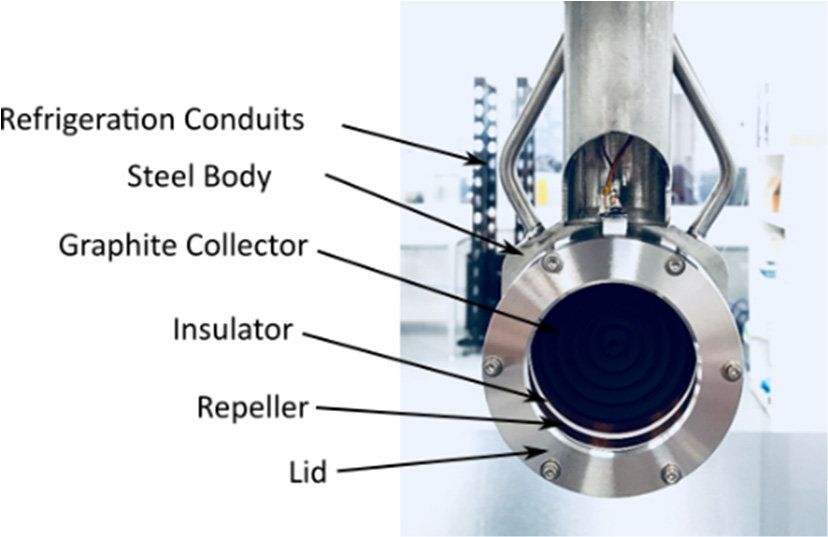 Refrigeration Conduits
Steel Body
Graphite Collector
Insulator
Repeller
Lid